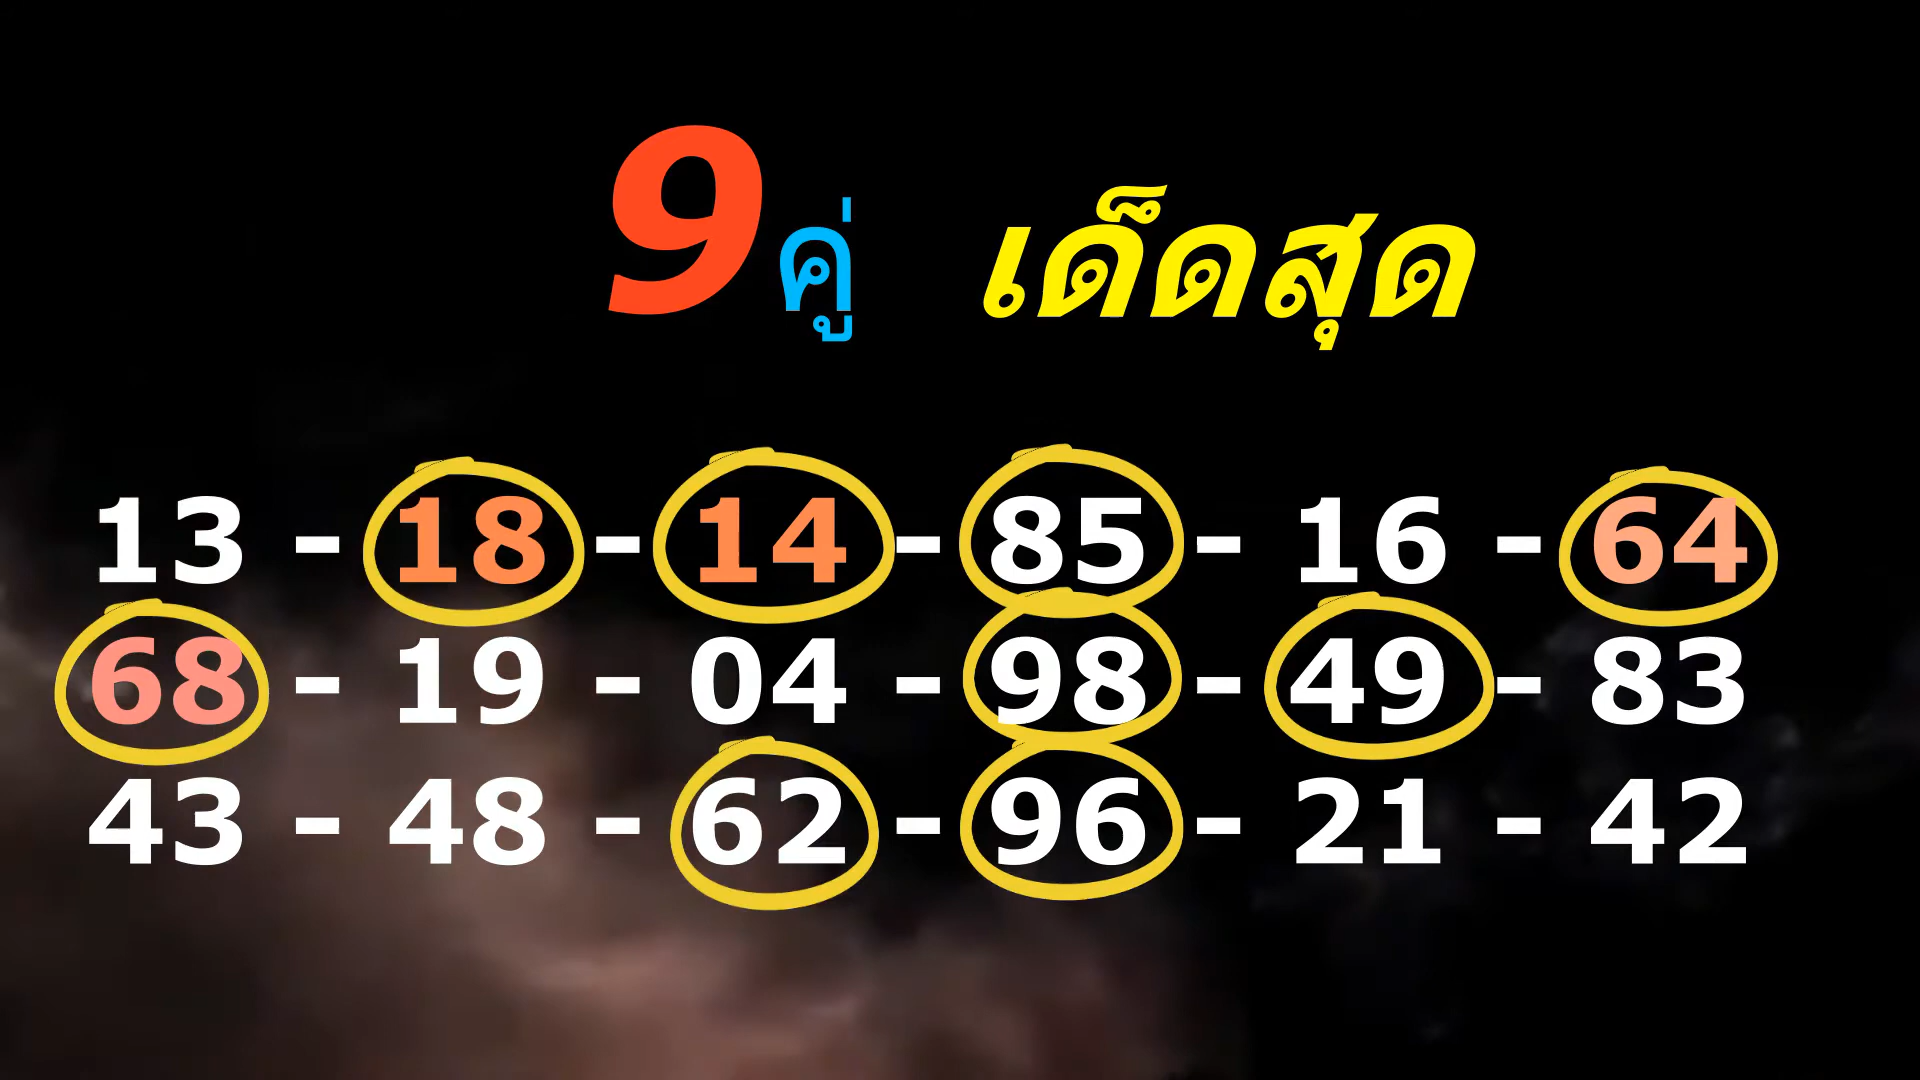 9คู่ เด็ดสุด
13 - 18 - 14 - 85 - 16 - 64
68 - 19 - 04 - 98 - 49 - 83
43 - 48 - 62 - 96 - 21 - 42